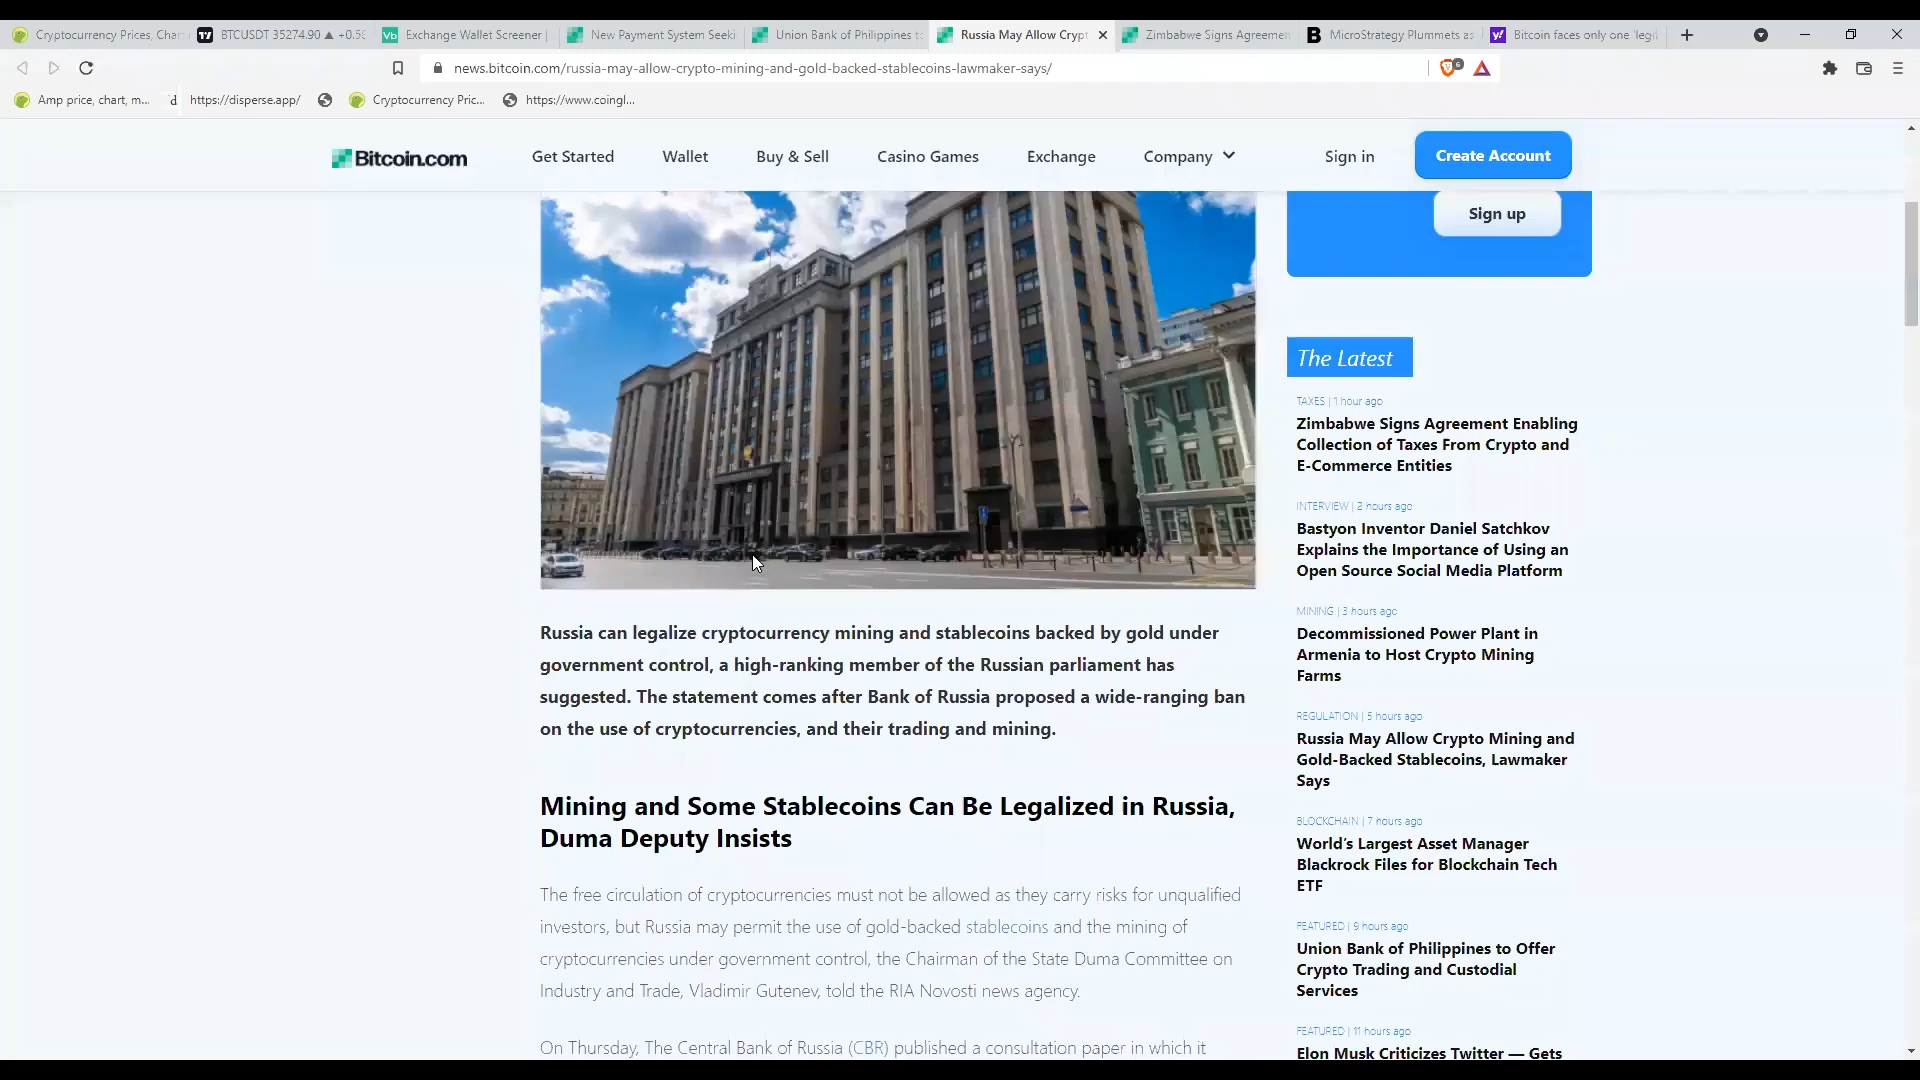 Cryptocurrency Prices, Char
BTCUSDT 35274.90 ▲ +0.5
Exchange Wallet Screener |
New Payment System Seeki
Union Bank of Philippines t
Russia May Allow Crypt
Zimbabwe Signs Agreemen
MicroStrategy Plummets as
Bitcoin faces only one 'legi
news.bitcoin.com/russia-may-allow-crypto-mining-and-gold-backed-stablecoins-lawmaker-says/
6
Amp price, chart, m...
d https://disperse.app/
Cryptocurrency Pric...
https://www.coingl...
Bitcoin.com
Get Started
Wallet
Buy & Sell
Casino Games
Exchange
Company
Sign in
Create Account
Sign up
Russia can legalize cryptocurrency mining and stablecoins backed by gold under
government control, a high-ranking member of the Russian parliament has
suggested. The statement comes after Bank of Russia proposed a wide-ranging ban
on the use of cryptocurrencies, and their trading and mining.
Mining and Some Stablecoins Can Be Legalized in Russia,
Duma Deputy Insists
The free circulation of cryptocurrencies must not be allowed as they carry risks for unqualified
investors, but Russia may permit the use of gold-backed stablecoins and the mining of
cryptocurrencies under government control, the Chairman of the State Duma Committee on
Industry and Trade, Vladimir Gutenev, told the RIA Novosti news agency.
On Thursday, The Central Bank of Russia (CBR) published a consultation paper in which it
The Latest
TAXES | 1 hour ago
Zimbabwe Signs Agreement Enabling
Collection of Taxes From Crypto and
E-Commerce Entities
INTERVIEW | 2 hours ago
Bastyon Inventor Daniel Satchkov
Explains the Importance of Using an
Open Source Social Media Platform
MINING | 3 hours ago
Decommissioned Power Plant in
Armenia to Host Crypto Mining
Farms
REGULATION | 5 hours ago
Russia May Allow Crypto Mining and
Gold-Backed Stablecoins, Lawmaker
Says
BLOCKCHAIN | 7 hours ago
World's Largest Asset Manager
Blackrock Files for Blockchain Tech
ETF
FEATURED | 9 hours ago
Union Bank of Philippines to Offer
Crypto Trading and Custodial
Services
FEATURED | 11 hours ago
Elon Musk Criticizes Twitter — Gets